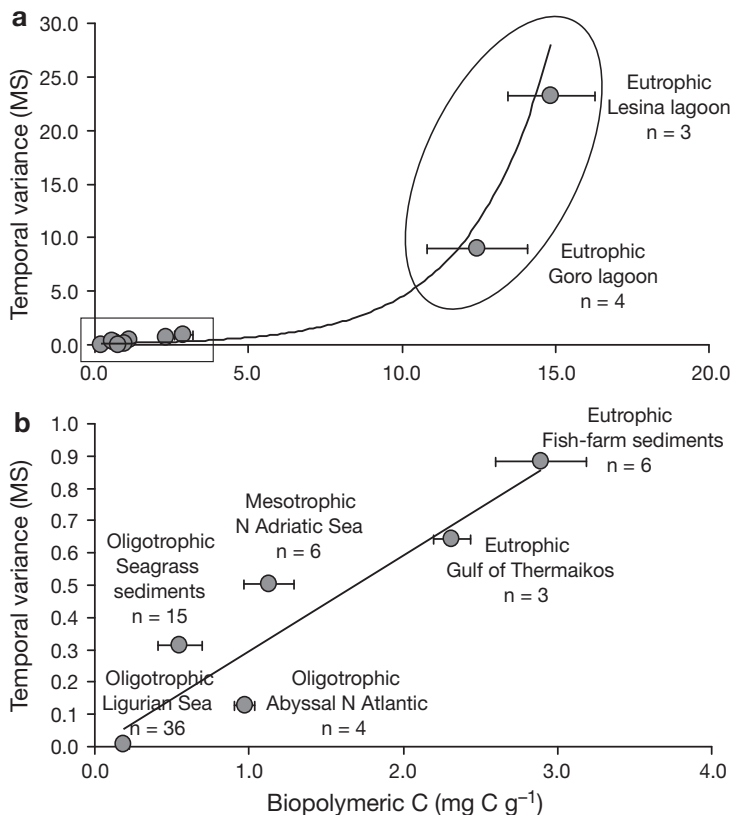 a
Temporal variance (MS)
30.0
25.0
20.0
15.0
10.0
5.0
0.0
0.0 5.0 10.0 15.0 20.0
Eutrophic
Lesina lagoon
n = 3
Eutrophic
Goro lagoon
n = 4
b
Temporal variance (MS)
1.0
0.9
0.8
0.7
0.6
0.5
0.4
0.3
0.2
0.1
0.0
0.0 1.0 2.0 3.0 4.0
Eutrophic
Fish-farm sediments
n = 6
Mesotrophic
N Adriatic Sea
n = 6
Oligotrophic
Seagrass
sediments
n = 15
Eutrophic
Gulf of Thermaikos
n = 3
Oligotrophic
Ligurian Sea
n = 36
Oligotrophic
Abyssal N Atlantic
n = 4
Biopolymeric C (mg C g⁻¹)